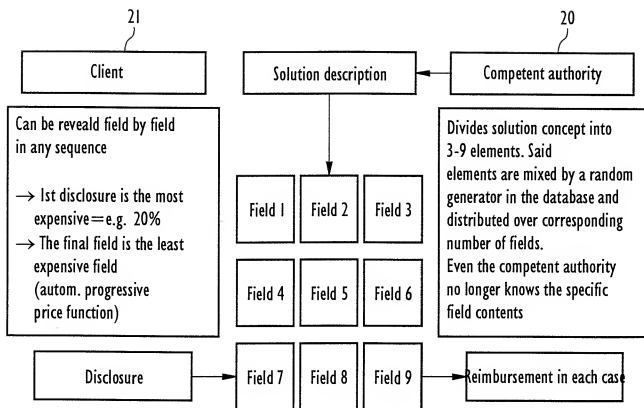 21
20
Client
Solution description
Competent authority
Can be reveald field by field
in any sequence
→ 1st disclosure is the most
expensive=e.g. 20%
→ The final field is the least
expensive field
(autom. progressive
price function)
Field 1
Field 2
Field 3
Field 4
Field 5
Field 6
Field 7
Field 8
Field 9
Divides solution concept into
3-9 elements. Said
elements are mixed by a random
generator in the database and
distributed over corresponding
number of fields.
Even the competent authority
no longer knows the specific
field contents
Disclosure
Reimbursement in each case